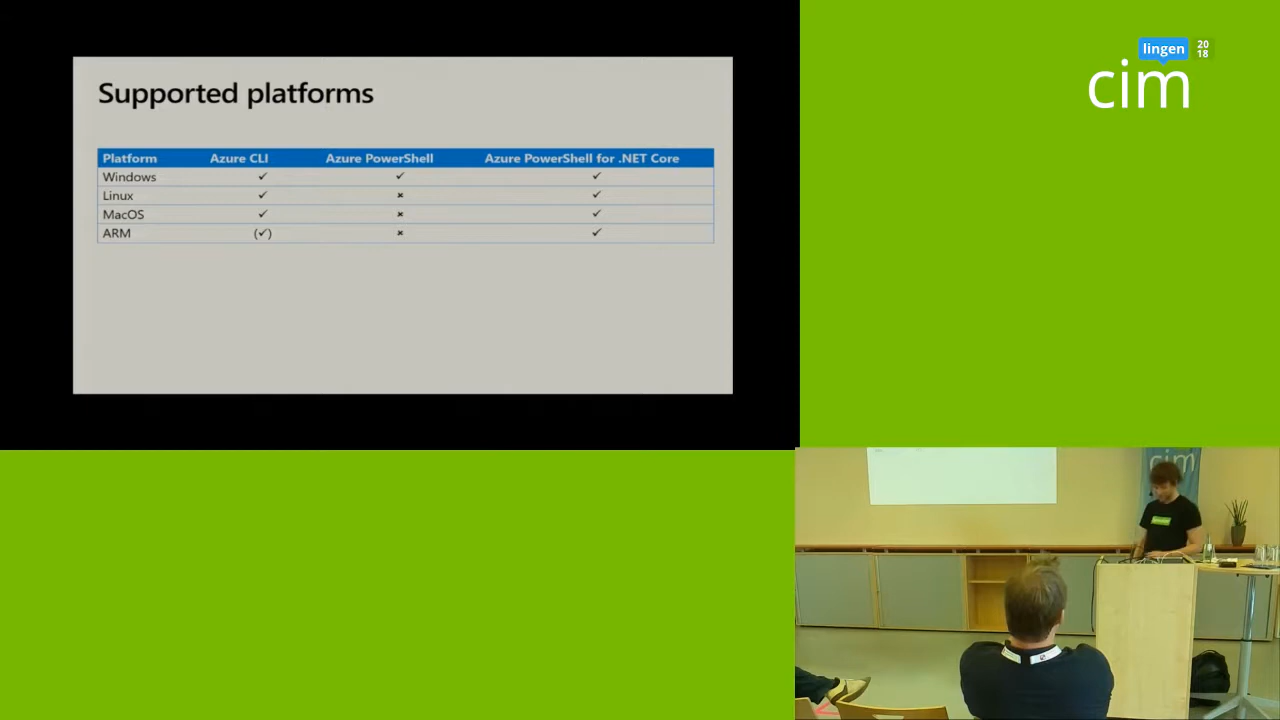 Supported platforms
Platform Azure CLI Azure PowerShell Azure PowerShell for .NET Core
Windows ✓ ✓ ✓
Linux ✓ × ✓
MacOS ✓ × ✓
ARM (✓) × ✓
lingen
20
18
cim
cim